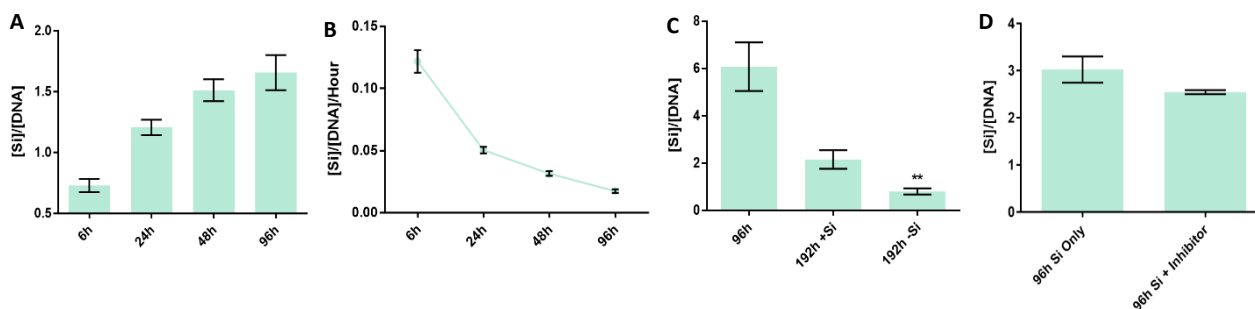 A
[Si]/[DNA]
2.0
1.5
1.0
0.5
6h
24h
48h
96h
B
[Si]/[DNA]/Hour
0.15
0.10
0.05
0.00
6h
24h
48h
96h
C
[Si]/[DNA]
8
6
4
2
0
**
96h
192h +Si
192h -Si
D
[Si]/[DNA]
4
3
2
1
0
96h Si Only
96h Si + Inhibitor